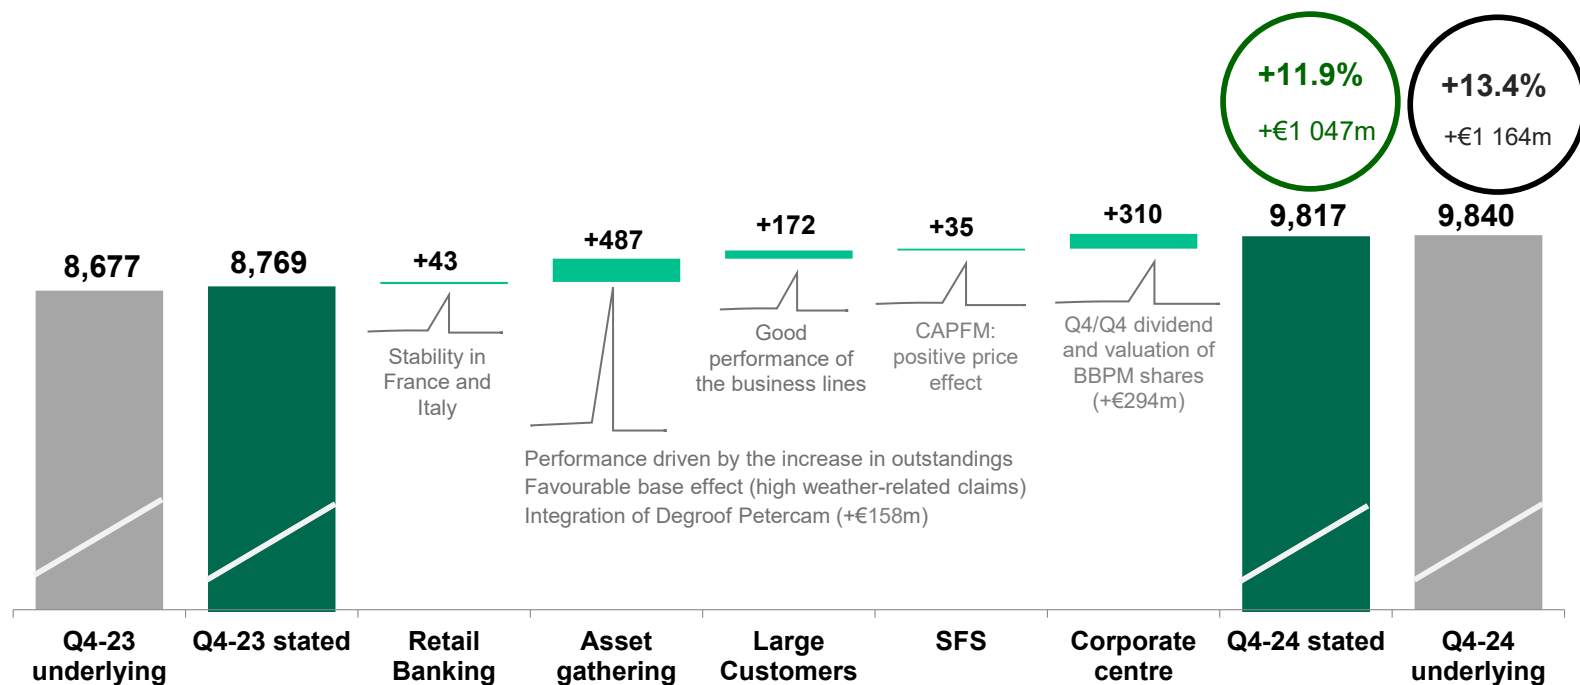 +11.9%
+€1 047m
+13.4%
+€1 164m
8,677
8,769
+43
+487
+172
+35
+310
9,817
9,840
Stability in
France and
Italy
Performance driven by the increase in outstandings
Favourable base effect (high weather-related claims)
Integration of Degroof Petercam (+€158m)
Good
performance of
the business lines
CAPFM:
positive price
effect
Q4/Q4 dividend
and valuation of
BBPM shares
(+€294m)
Q4-23
underlying
Q4-23 stated
Retail
Banking
Asset
gathering
Large
Customers
SFS
Corporate
centre
Q4-24 stated
Q4-24
underlying